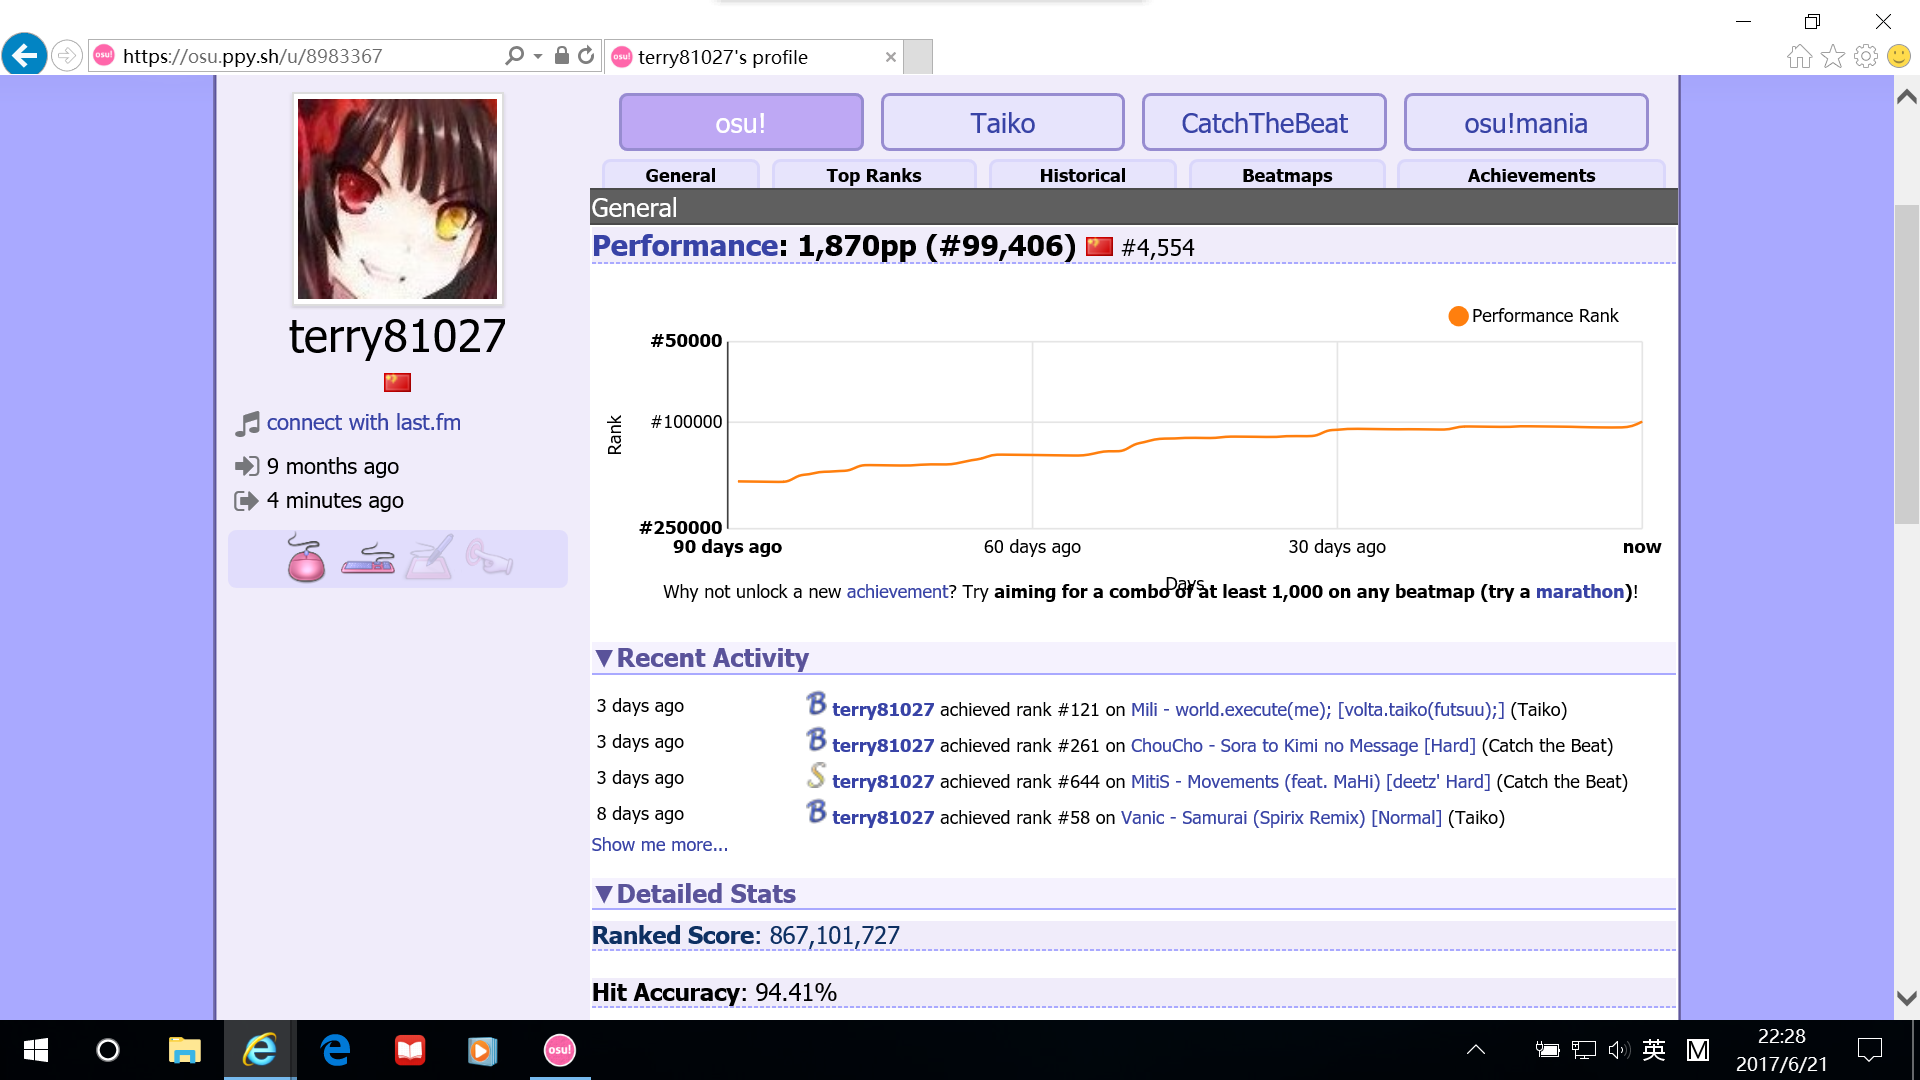 https://osu.ppy.sh/u/8983367
osu!
terry81027's profile
osu!
Taiko
CatchTheBeat
osu!mania
General
Top Ranks
Historical
Beatmaps
Achievements
General
Performance: 1,870pp (#99,406) #4,554
terry81027
connect with last.fm
9 months ago
4 minutes ago
Performance Rank
#50000
#100000
#250000
Rank
90 days ago
60 days ago
30 days ago
now
Days
Why not unlock a new achievement? Try aiming for a combo of at least 1,000 on any beatmap (try a marathon)!
▼Recent Activity
3 days ago B terry81027 achieved rank #121 on Mili - world.execute(me); [volta.taiko(futsuu);] (Taiko)
3 days ago B terry81027 achieved rank #261 on ChouCho - Sora to Kimi no Message [Hard] (Catch the Beat)
3 days ago S terry81027 achieved rank #644 on MitiS - Movements (feat. MaHi) [deetz' Hard] (Catch the Beat)
8 days ago B terry81027 achieved rank #58 on Vanic - Samurai (Spirix Remix) [Normal] (Taiko)
Show me more...
▼Detailed Stats
Ranked Score: 867,101,727
Hit Accuracy: 94.41%
osu!
英
M
22:28
2017/6/21